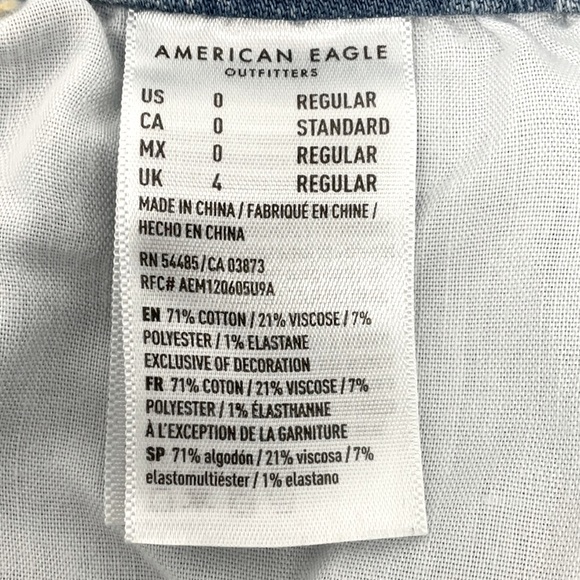 AMERICAN EAGLE
OUTFITTERS
US 0 REGULAR
CA 0 STANDARD
MX 0 REGULAR
UK 4 REGULAR
MADE IN CHINA / FABRIQUÉ EN CHINE /
HECHO EN CHINA
RN 54485/CA 03873
RFC# AEM120605U9A
EN 71% COTTON / 21% VISCOSE / 7%
POLYESTER / 1% ELASTANE
EXCLUSIVE OF DECORATION
FR 71% COTON / 21% VISCOSE / 7%
POLYESTER / 1% ÉLASTHANNE
À L'EXCEPTION DE LA GARNITURE
SP 71% algodón / 21% viscosa / 7%
elastomultiéster / 1% elastano